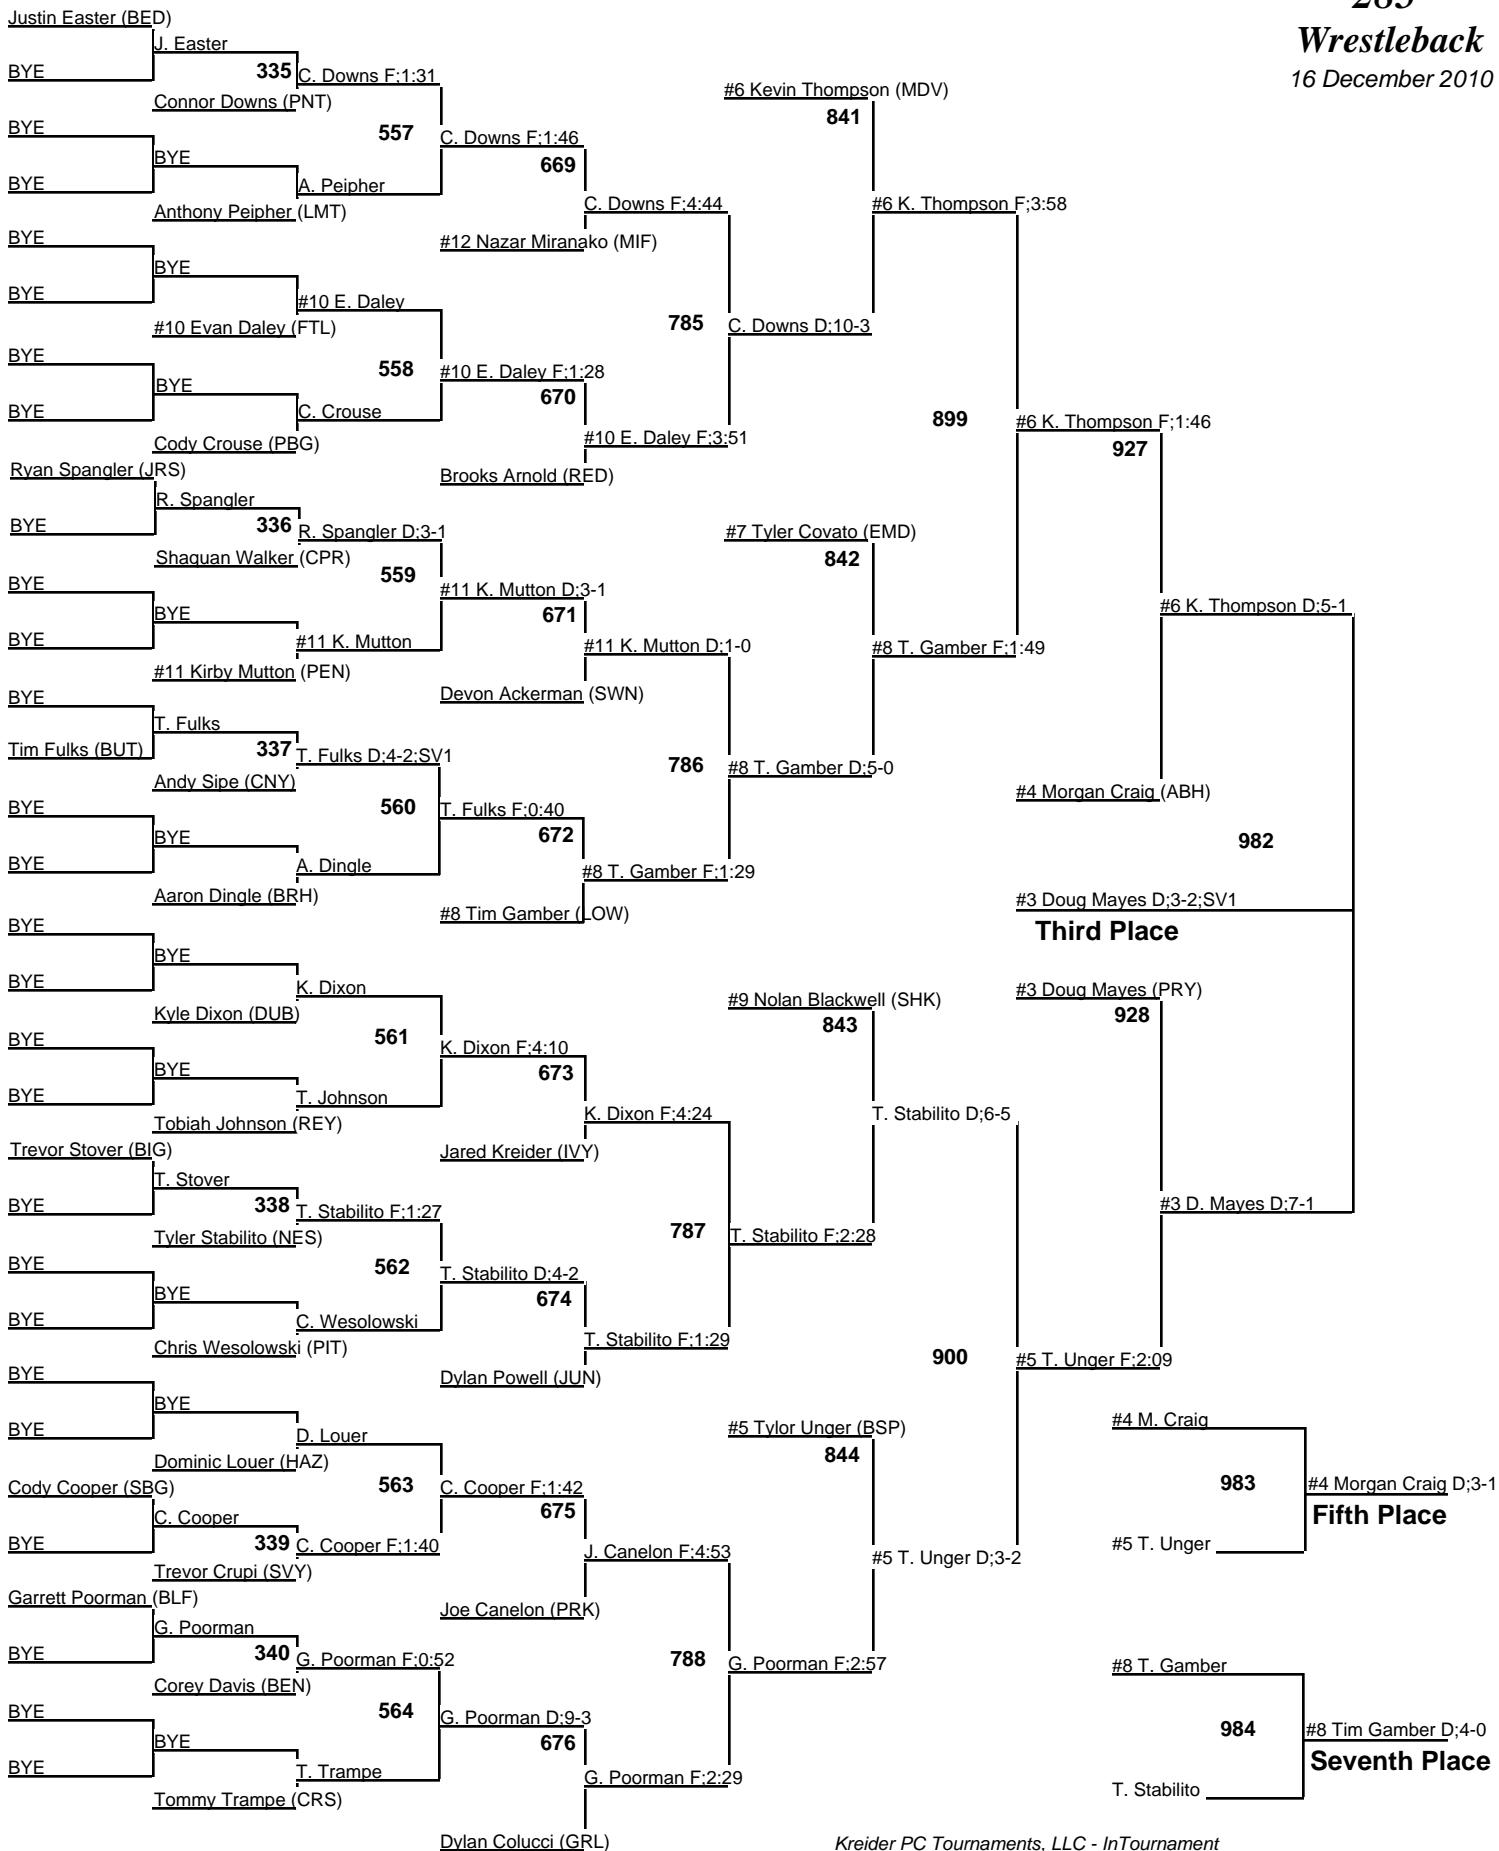 285
Wrestleback
16 December 2010
Justin Easter (BED)
J. Easter
BYE
335
C. Downs F;1:31
Connor Downs (PNT)
557
BYE
C. Downs F;1:46
669
BYE
BYE
A. Peipher
Anthony Peipher (LMT)
C. Downs F;4:44
#12 Nazar Miranako (MIF)
BYE
BYE
BYE
#10 E. Daley
#10 Evan Daley (FTL)
785
C. Downs D;10-3
BYE
558
#10 E. Daley F;1:28
670
BYE
BYE
C. Crouse
Cody Crouse (PBG)
#10 E. Daley F;3:51
Brooks Arnold (RED)
#6 Kevin Thompson (MDV)
841
#6 K. Thompson F;3:58
899
#6 K. Thompson F;1:46
927
Ryan Spangler (JRS)
R. Spangler
BYE
336
R. Spangler D;3-1
Shaquan Walker (CPR)
559
BYE
#11 K. Mutton D;3-1
671
BYE
BYE
#11 K. Mutton
#11 Kirby Mutton (PEN)
#11 K. Mutton D;1-0
Devon Ackerman (SWN)
#7 Tyler Covato (EMD)
842
#8 T. Gamber F;1:49
#6 K. Thompson D;5-1
BYE
T. Fulks
Tim Fulks (BUT)
337
T. Fulks D;4-2;SV1
Andy Sipe (CNY)
786
#8 T. Gamber D;5-0
560
BYE
T. Fulks F;0:40
672
BYE
BYE
A. Dingle
Aaron Dingle (BRH)
#8 T. Gamber F;1:29
#8 Tim Gamber (LOW)
#4 Morgan Craig (ABH)
982
#3 Doug Mayes D;3-2;SV1
Third Place
BYE
BYE
BYE
K. Dixon
Kyle Dixon (DUB)
561
BYE
K. Dixon F;4:10
673
BYE
BYE
T. Johnson
Tobiah Johnson (REY)
K. Dixon F;4:24
Jared Kreider (IVY)
#9 Nolan Blackwell (SHK)
843
T. Stabilito D;6-5
#3 Doug Mayes (PRY)
928
#3 D. Mayes D;7-1
Trevor Stover (BIG)
T. Stover
BYE
338
T. Stabilito F;1:27
Tyler Stabilito (NES)
787
T. Stabilito F;2:28
BYE
562
T. Stabilito D;4-2
674
BYE
BYE
C. Wesolowski
Chris Wesolowski (PIT)
T. Stabilito F;1:29
Dylan Powell (JUN)
900
#5 T. Unger F;2:09
BYE
BYE
BYE
D. Louer
Dominic Louer (HAZ)
#5 Tylor Unger (BSP)
844
Cody Cooper (SBG)
563
C. Cooper F;1:42
675
C. Cooper
BYE
339
C. Cooper F;1:40
Trevor Crupi (SVY)
J. Canelon F;4:53
Joe Canelon (PRK)
#5 T. Unger D;3-2
#4 M. Craig
983
#4 Morgan Craig D;3-1
Fifth Place
#5 T. Unger
Garrett Poorman (BLF)
G. Poorman
BYE
340
G. Poorman F;0:52
Corey Davis (BEN)
788
G. Poorman F;2:57
BYE
564
G. Poorman D;9-3
676
BYE
BYE
T. Trampe
Tommy Trampe (CRS)
G. Poorman F;2:29
Dylan Colucci (GRL)
#8 T. Gamber
984
#8 Tim Gamber D;4-0
Seventh Place
T. Stabilito
Kreider PC Tournaments, LLC - InTournament